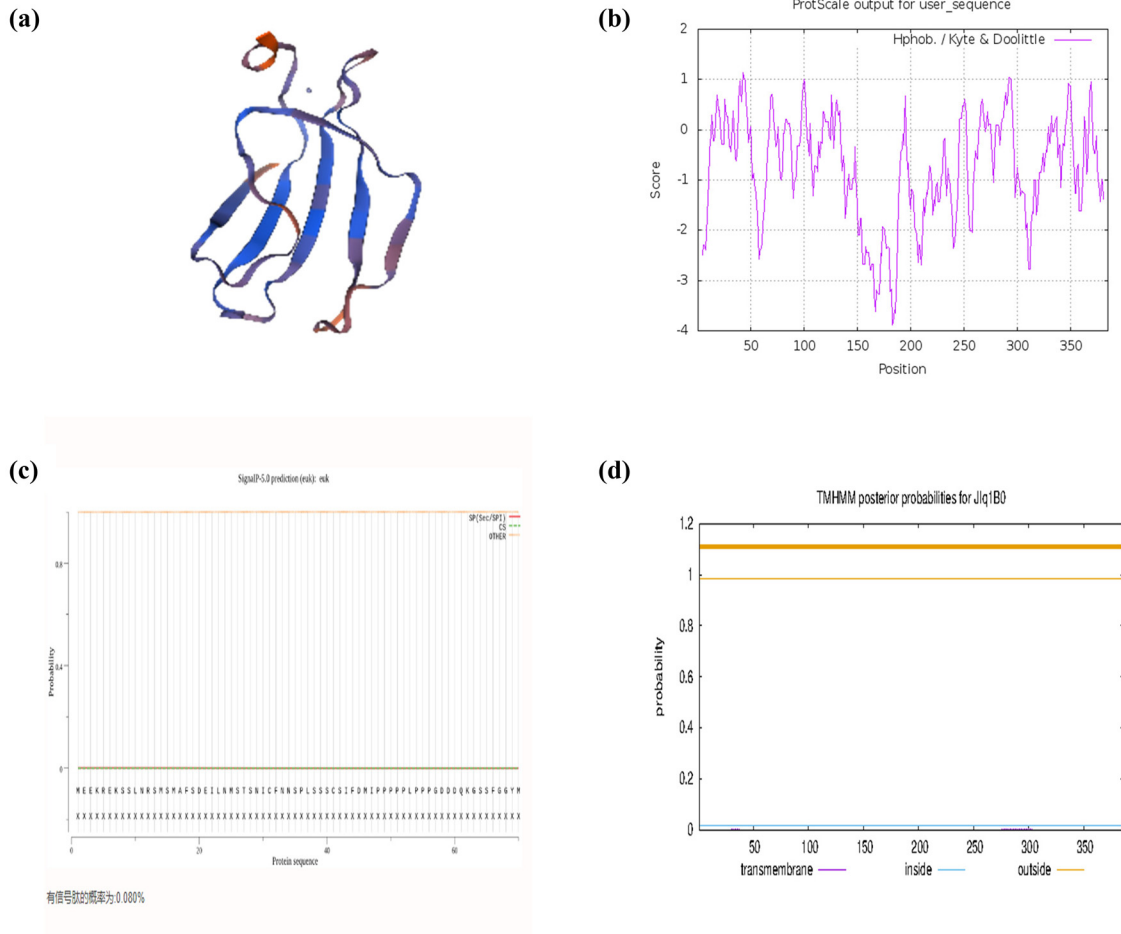 (a)
(b)
ProtScale output for user_sequence
Hphob. / Kyte & Doolittle
2
1
0
-1
-2
-3
-4
Score
50 100 150 200 250 300 350
Position
(c)
SignalP-5.0 prediction (euk): euk
SP(Sec/SPI)
CS
OTHER
0.8
0.4
0
Probability
M E E K R E K S S L N R S M S M A F S D E I L N M S T S N I C F N N S P L S S S C S I F D M I P P P P P L P P P G D D D Q K G S S F G G Y M
X X X X X X X X X X X X X X X X X X X X X X X X X X X X X X X X X X X X X X X X X X X X X X X X X X X X X X X X X X X X X X X X X X X X X X
0 20 40 60
Protein sequence
有信号肽的概率为:0.080%
(d)
TMHMM posterior probabilities for JIq1B0
1.2
1
0.8
0.6
0.4
0.2
0
probability
50 100 150 200 250 300 350
transmembrane inside outside